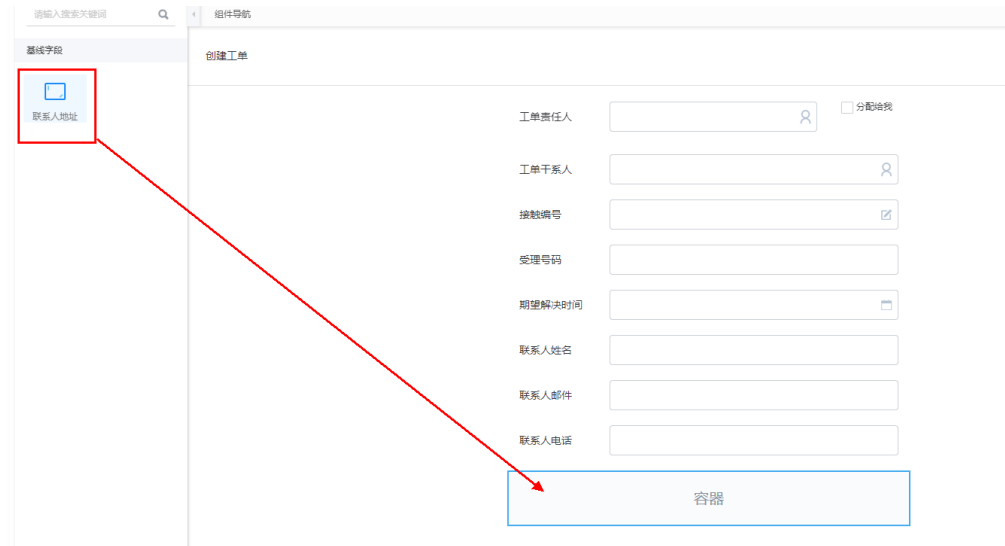 请输入搜索关键词
组件导航
基线字段
创建工单
联系人地址
工单责任人
分配给我
工单干系人
接触编号
受理号码
期望解决时间
联系人姓名
联系人邮件
联系人电话
容器